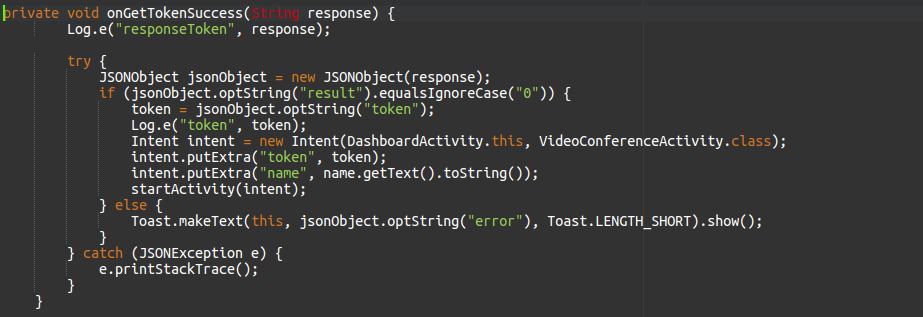 private void onGetTokenSuccess(String response) {
        Log.e("responseToken", response);

        try {
            JSONObject jsonObject = new JSONObject(response);
            if (jsonObject.optString("result").equalsIgnoreCase("0")) {
                token = jsonObject.optString("token");
                Log.e("token", token);
                Intent intent = new Intent(DashboardActivity.this, VideoConferenceActivity.class);
                intent.putExtra("token", token);
                intent.putExtra("name", name.getText().toString());
                startActivity(intent);
            } else {
                Toast.makeText(this, jsonObject.optString("error"), Toast.LENGTH_SHORT).show();
            }
        } catch (JSONException e) {
            e.printStackTrace();
        }
    }